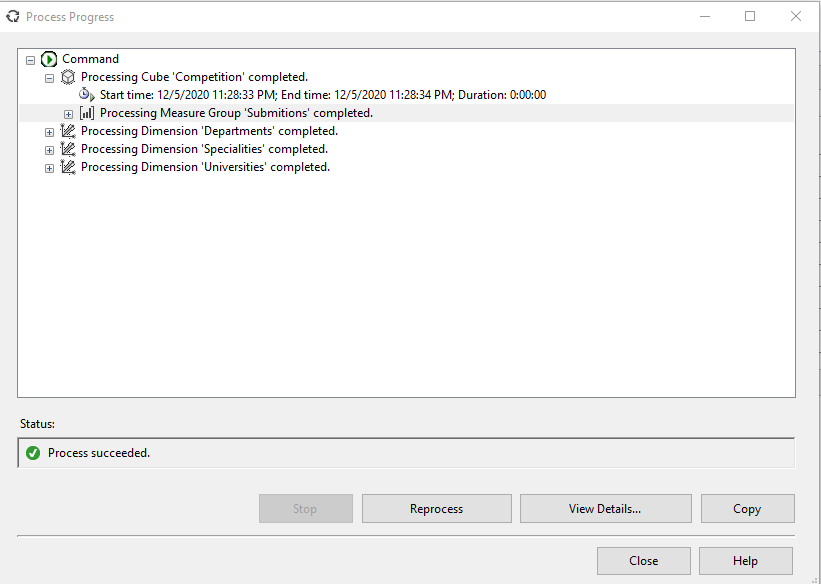 Process Progress
Command
Processing Cube 'Competition' completed.
Start time: 12/5/2020 11:28:33 PM; End time: 12/5/2020 11:28:34 PM; Duration: 0:00:00
Processing Measure Group 'Submitions' completed.
Processing Dimension 'Departments' completed.
Processing Dimension 'Specialities' completed.
Processing Dimension 'Universities' completed.
Status:
Process succeeded.
Stop Reprocess View Details... Copy
Close Help